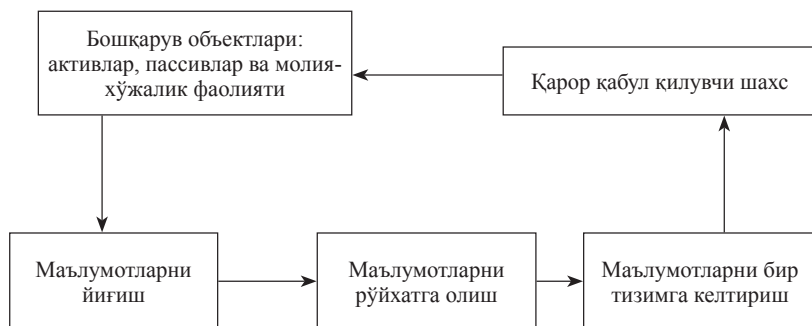 Бошқарув объектлари:
активлар, пассивлар ва молия-
хўжалик фаолияти
Қарор қабул қилувчи шахс
Маълумотларни
йиғиш
Маълумотларни
рўйхатга олиш
Маълумотларни бир
тизимга келтириш